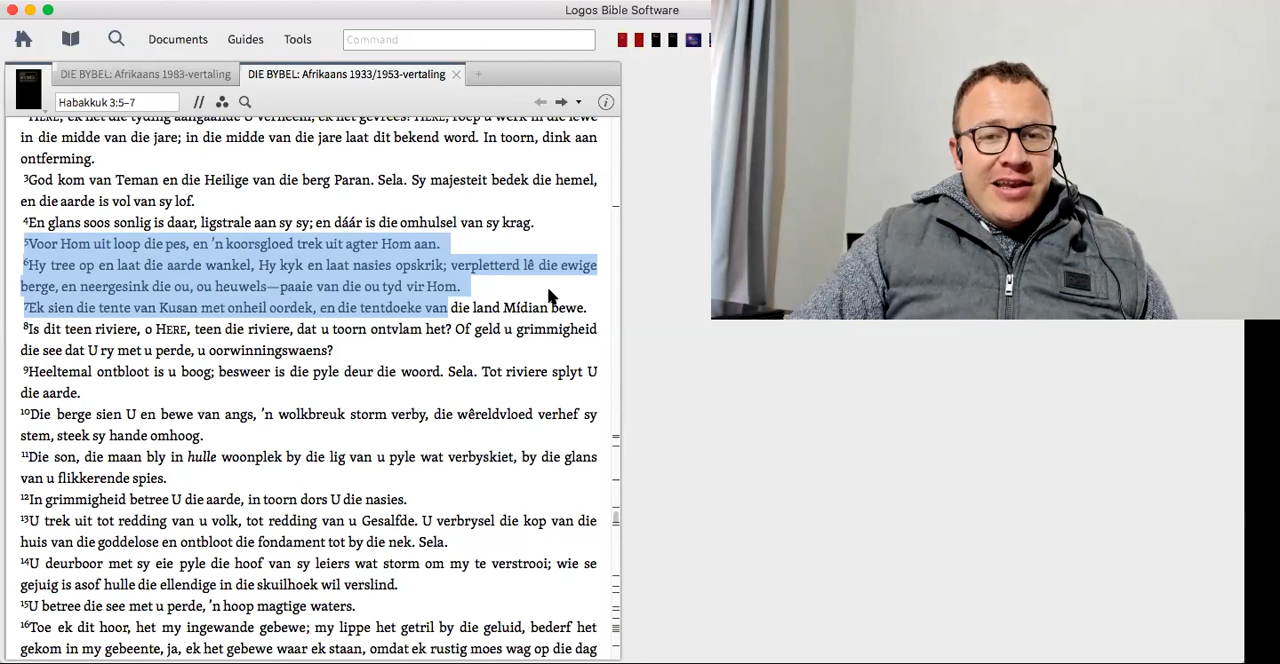 Logos Bible Software
Documents Guides Tools Command
DIE BYBEL: Afrikaans 1983-vertaling DIE BYBEL: Afrikaans 1933/1953-vertaling
Habakkuk 3:5–7
HERE, ek het die tyding aangaande U verneem, ek het gevrees! HERE, roep u werk in die lewe
in die midde van die jare; in die midde van die jare laat dit bekend word. In toorn, dink aan
ontferming.
³God kom van Teman en die Heilige van die berg Paran. Sela. Sy majesteit bedek die hemel,
en die aarde is vol van sy lof.
⁴En glans soos sonlig is daar, ligstrale aan sy sy; en dáár is die omhulsel van sy krag.
⁵Voor Hom uit loop die pes, en ’n koorsgloed trek uit agter Hom aan.
⁶Hy tree op en laat die aarde wankel, Hy kyk en laat nasies opskrik; verpletterd lê die ewige
berge, en neergesink die ou, ou heuwels—paaie van die ou tyd vir Hom.
⁷Ek sien die tente van Kusan met onheil oordek, en die tentdoeke van die land Mídian bewe.
⁸Is dit teen riviere, o HERE, teen die riviere, dat u toorn ontvlam het? Of geld u grimmigheid
die see dat U ry met u perde, u oorwinningswaens?
⁹Heeltemal ontbloot is u boog; besweer is die pyle deur die woord. Sela. Tot riviere splyt U
die aarde.
¹⁰Die berge sien U en bewe van angs, ’n wolkbreuk storm verby, die wêreldvloed verhef sy
stem, steek sy hande omhoog.
¹¹Die son, die maan bly in hulle woonplek by die lig van u pyle wat verbyskiet, by die glans
van u flikkerende spies.
¹²In grimmigheid betree U die aarde, in toorn dors U die nasies.
¹³U trek uit tot redding van u volk, tot redding van u Gesalfde. U verbrysel die kop van die
huis van die goddelose en ontbloot die fondament tot by die nek. Sela.
¹⁴U deurboor met sy eie pyle die hoof van sy leiers wat storm om my te verstrooi; wie se
gejuig is asof hulle die ellendige in die skuilhoek wil verslind.
¹⁵U betree die see met u perde, ’n hoop magtige waters.
¹⁶Toe ek dit hoor, het my ingewande gebewe; my lippe het getril by die geluid, bederf het
gekom in my gebeente, ja, ek het gebewe waar ek staan, omdat ek rustig moes wag op die dag